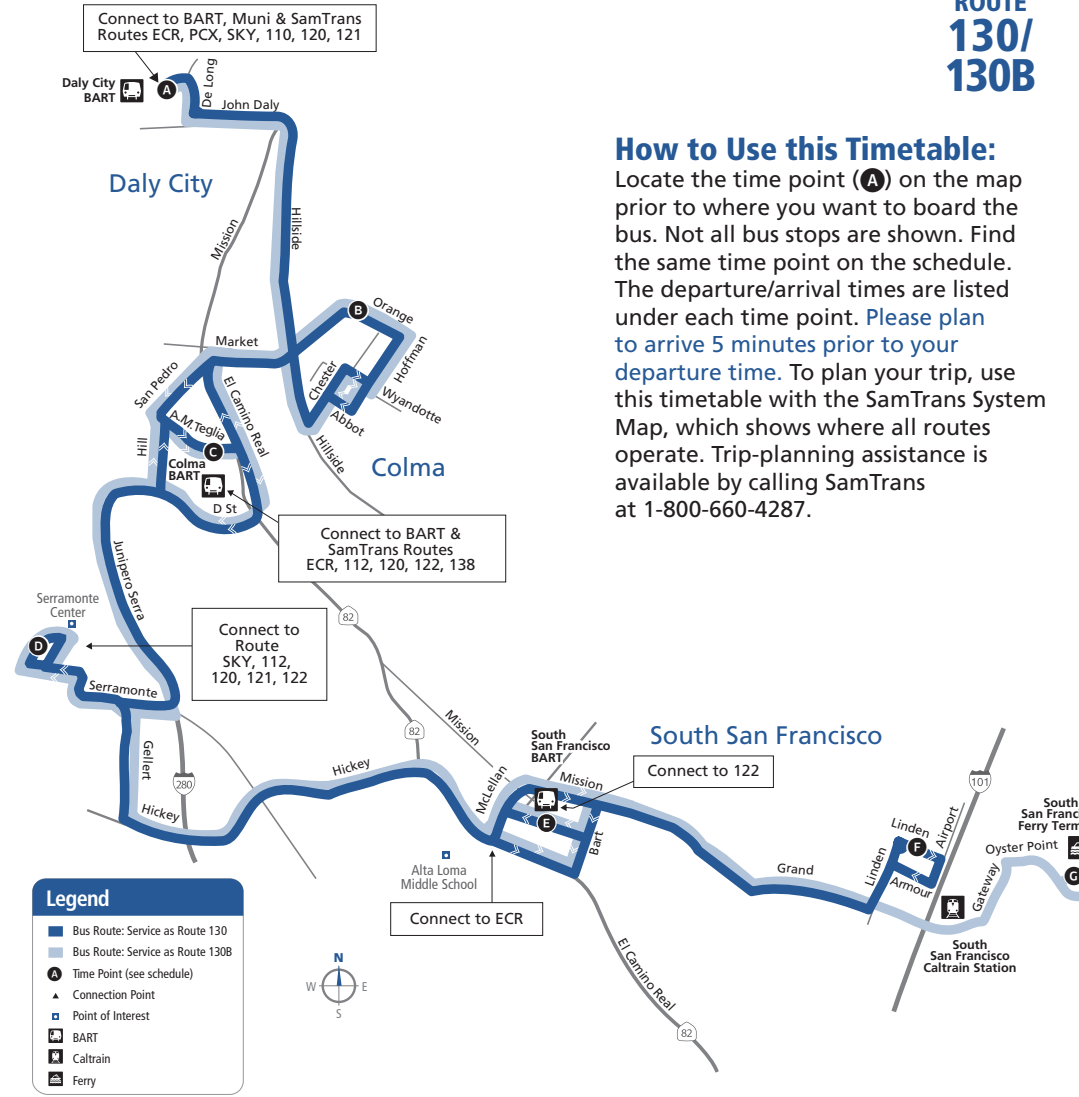 ROUTE
130/
130B
How to Use this Timetable:
Locate the time point (A) on the map
prior to where you want to board the
bus. Not all bus stops are shown. Find
the same time point on the schedule.
The departure/arrival times are listed
under each time point. Please plan
to arrive 5 minutes prior to your
departure time. To plan your trip, use
this timetable with the SamTrans System
Map, which shows where all routes
operate. Trip-planning assistance is
available by calling SamTrans
at 1-800-660-4287.
Connect to BART, Muni & SamTrans
Routes ECR, PCX, SKY, 110, 120, 121
Daly City
BART
A
De Long
John Daly
Daly City
Mission
Hillside
B
Orange
Hoffman
Market
Chester
Wyandotte
Abbot
San Pedro
El Camino Real
A.M.Teglia
C
Hill
Colma
BART
D St
Hillside
Colma
Connect to BART &
SamTrans Routes
ECR, 112, 120, 122, 138
Junipero Serra
Serramonte
Center
D
Connect to
Route
SKY, 112,
120, 121, 122
Serramonte
82
82
Mission
Gellert
280
Hickey
Hickey
McLellan
South
San Francisco
BART
South San Francisco
Connect to 122
Mission
E
Bart
Alta Loma
Middle School
Connect to ECR
Grand
El Camino Real
82
Linden
Linden
F
Armour
Airport
101
Gateway
Oyster Point
South
San Franci
Ferry Term
G
South
San Francisco
Caltrain Station
N
W
E
S
Legend
Bus Route: Service as Route 130
Bus Route: Service as Route 130B
A Time Point (see schedule)
Connection Point
Point of Interest
BART
Caltrain
Ferry